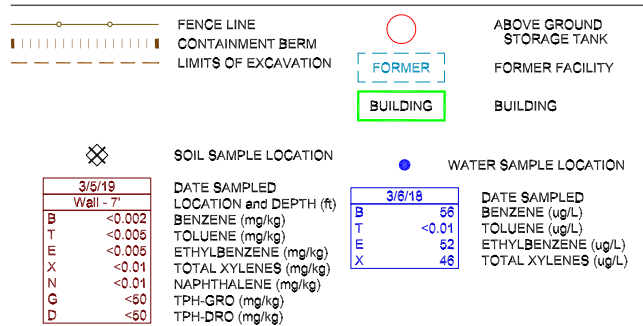 FENCE LINE
CONTAINMENT BERM
LIMITS OF EXCAVATION
ABOVE GROUND
STORAGE TANK
FORMER
FORMER FACILITY
BUILDING
BUILDING
SOIL SAMPLE LOCATION
3/5/19 DATE SAMPLED
Wall - 7' LOCATION and DEPTH (ft)
B <0.002 BENZENE (mg/kg)
T <0.005 TOLUENE (mg/kg)
E <0.005 ETHYLBENZENE (mg/kg)
X <0.01 TOTAL XYLENES (mg/kg)
N <0.01 NAPHTHALENE (mg/kg)
G <50 TPH-GRO (mg/kg)
D <50 TPH-DRO (mg/kg)
WATER SAMPLE LOCATION
3/6/18 DATE SAMPLED
B 56 BENZENE (ug/L)
T <0.01 TOLUENE (ug/L)
E 52 ETHYLBENZENE (ug/L)
X 46 TOTAL XYLENES (ug/L)